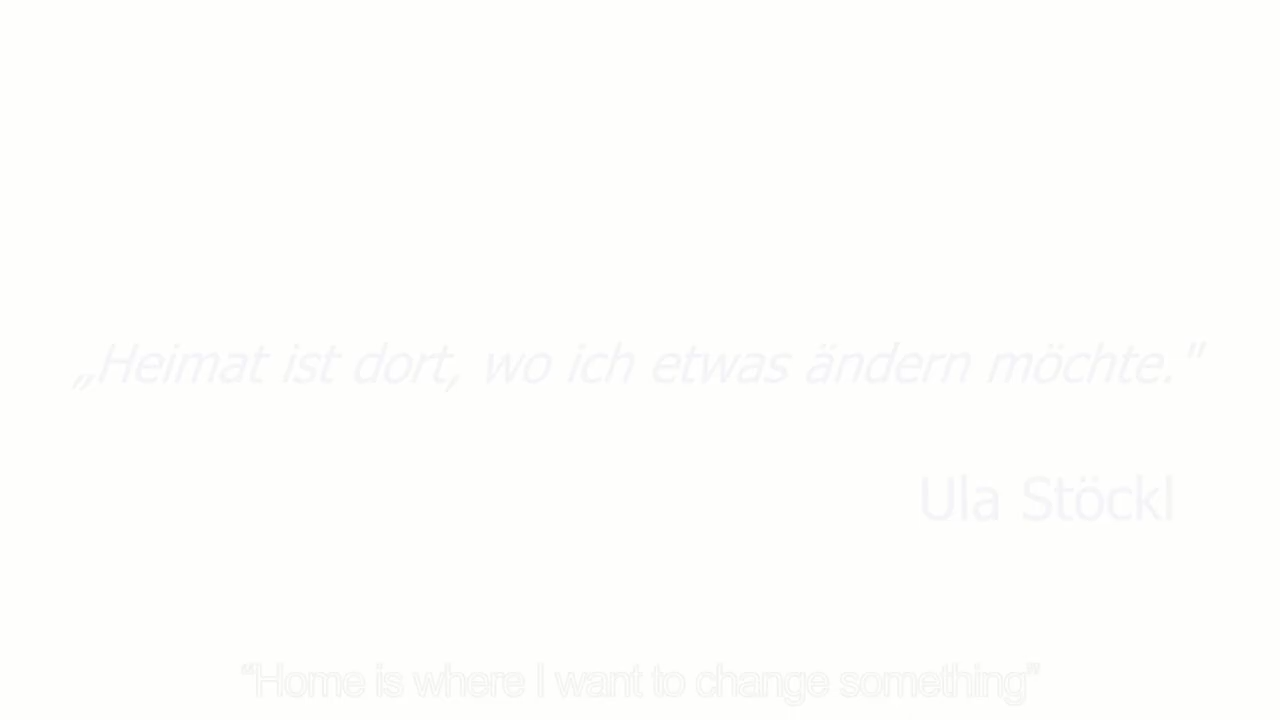 „Heimat ist dort, wo ich etwas ändern möchte."
Ula Stöckl
“Home is where I want to change something”